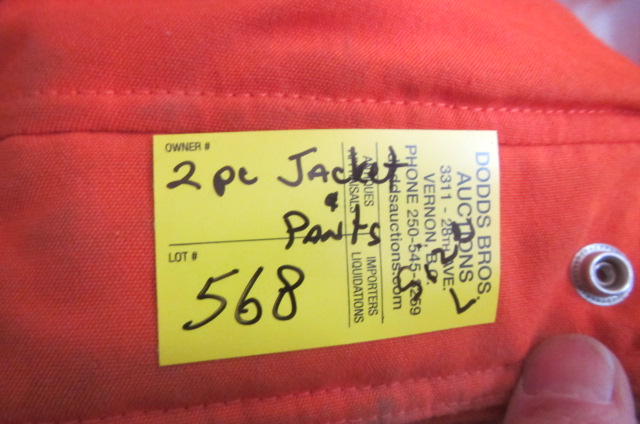 OWNER #
2 pc JACKET
&
PANTS
LOT #
568
DODDS BROS.
AUCTIONS
3311 - 28th AVE.
VERNON, B.C.
PHONE 250-545-3259
doddsauctions.com
ANTIQUES IMPORTERS
APPRAISALS LIQUIDATIONS